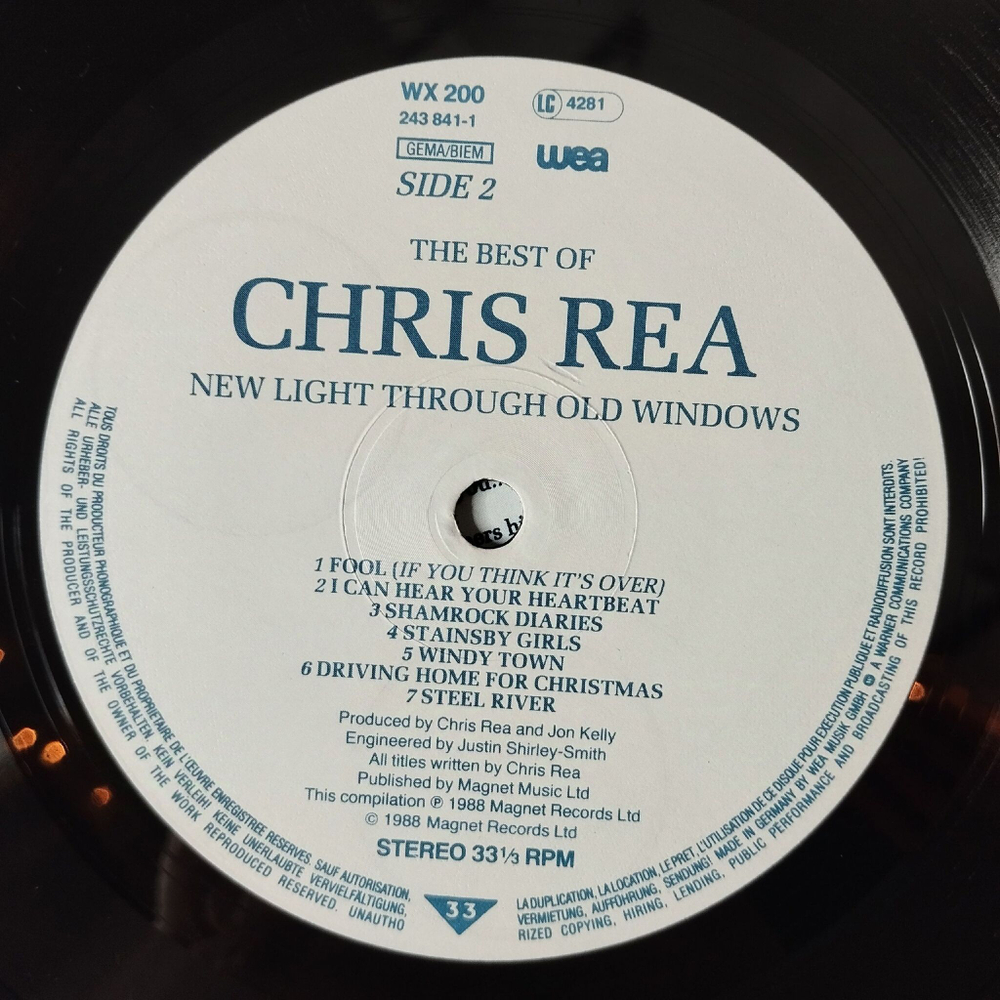 WX 200
243 841-1
LC 4281
GEMA/BIEM
wea
SIDE 2
THE BEST OF
CHRIS REA
NEW LIGHT THROUGH OLD WINDOWS
1 FOOL (IF YOU THINK IT'S OVER)
2 I CAN HEAR YOUR HEARTBEAT
3 SHAMROCK DIARIES
4 STAINSBY GIRLS
5 WINDY TOWN
6 DRIVING HOME FOR CHRISTMAS
7 STEEL RIVER
Produced by Chris Rea and Jon Kelly
Engineered by Justin Shirley-Smith
All titles written by Chris Rea
Published by Magnet Music Ltd
This compilation ℗ 1988 Magnet Records Ltd
© 1988 Magnet Records Ltd
STEREO 33⅓ RPM
33
TOUS DROITS DU PRODUCTEUR PHONOGRAPHIQUE ET DU PROPRIETAIRE DE L'ŒUVRE ENREGISTREE RESERVES. SAUF AUTORISATION,
LA DUPLICATION, LA LOCATION, LE PRET, L'UTILISATION DE CE DISQUE POUR EXECUTION PUBLIQUE ET RADIODIFFUSION SONT INTERDITS.
ALLE URHEBER- UND LEISTUNGSSCHUTZRECHTE VORBEHALTEN. KEIN VERLEIH! KEINE UNERLAUBTE VERVIELFÄLTIGUNG,
VERMIETUNG, AUFFÜHRUNG, SENDUNG! MADE IN GERMANY BY WEA MUSIK GMBH A WARNER COMMUNICATIONS COMPANY
ALL RIGHTS OF THE PRODUCER AND OF THE OWNER OF THE WORK REPRODUCED RESERVED. UNAUTHO
RIZED COPYING, HIRING, LENDING, PUBLIC PERFORMANCE AND BROADCASTING OF THIS RECORD PROHIBITED!